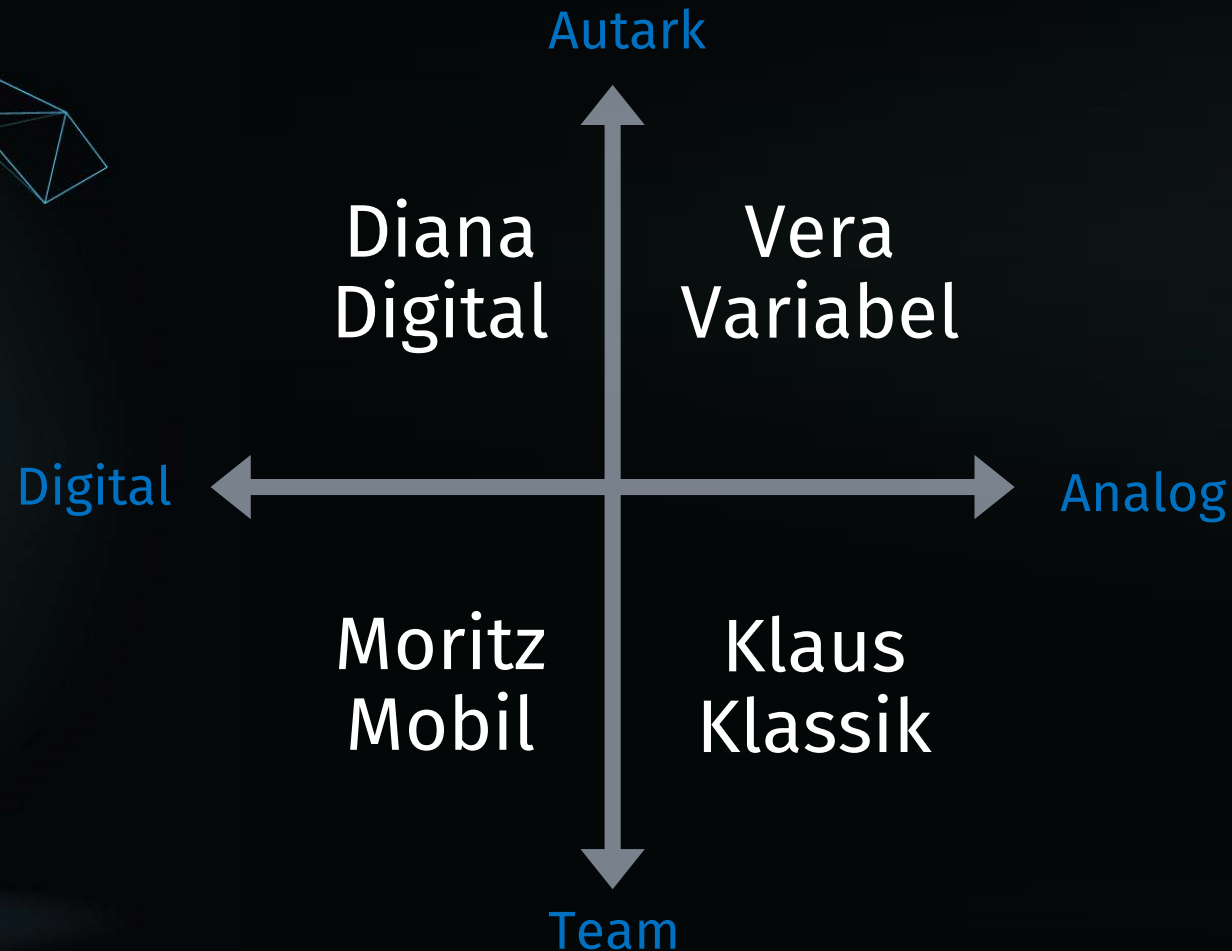 Autark
Diana
Digital
Vera
Variabel
Digital
Analog
Moritz
Mobil
Klaus
Klassik
Team